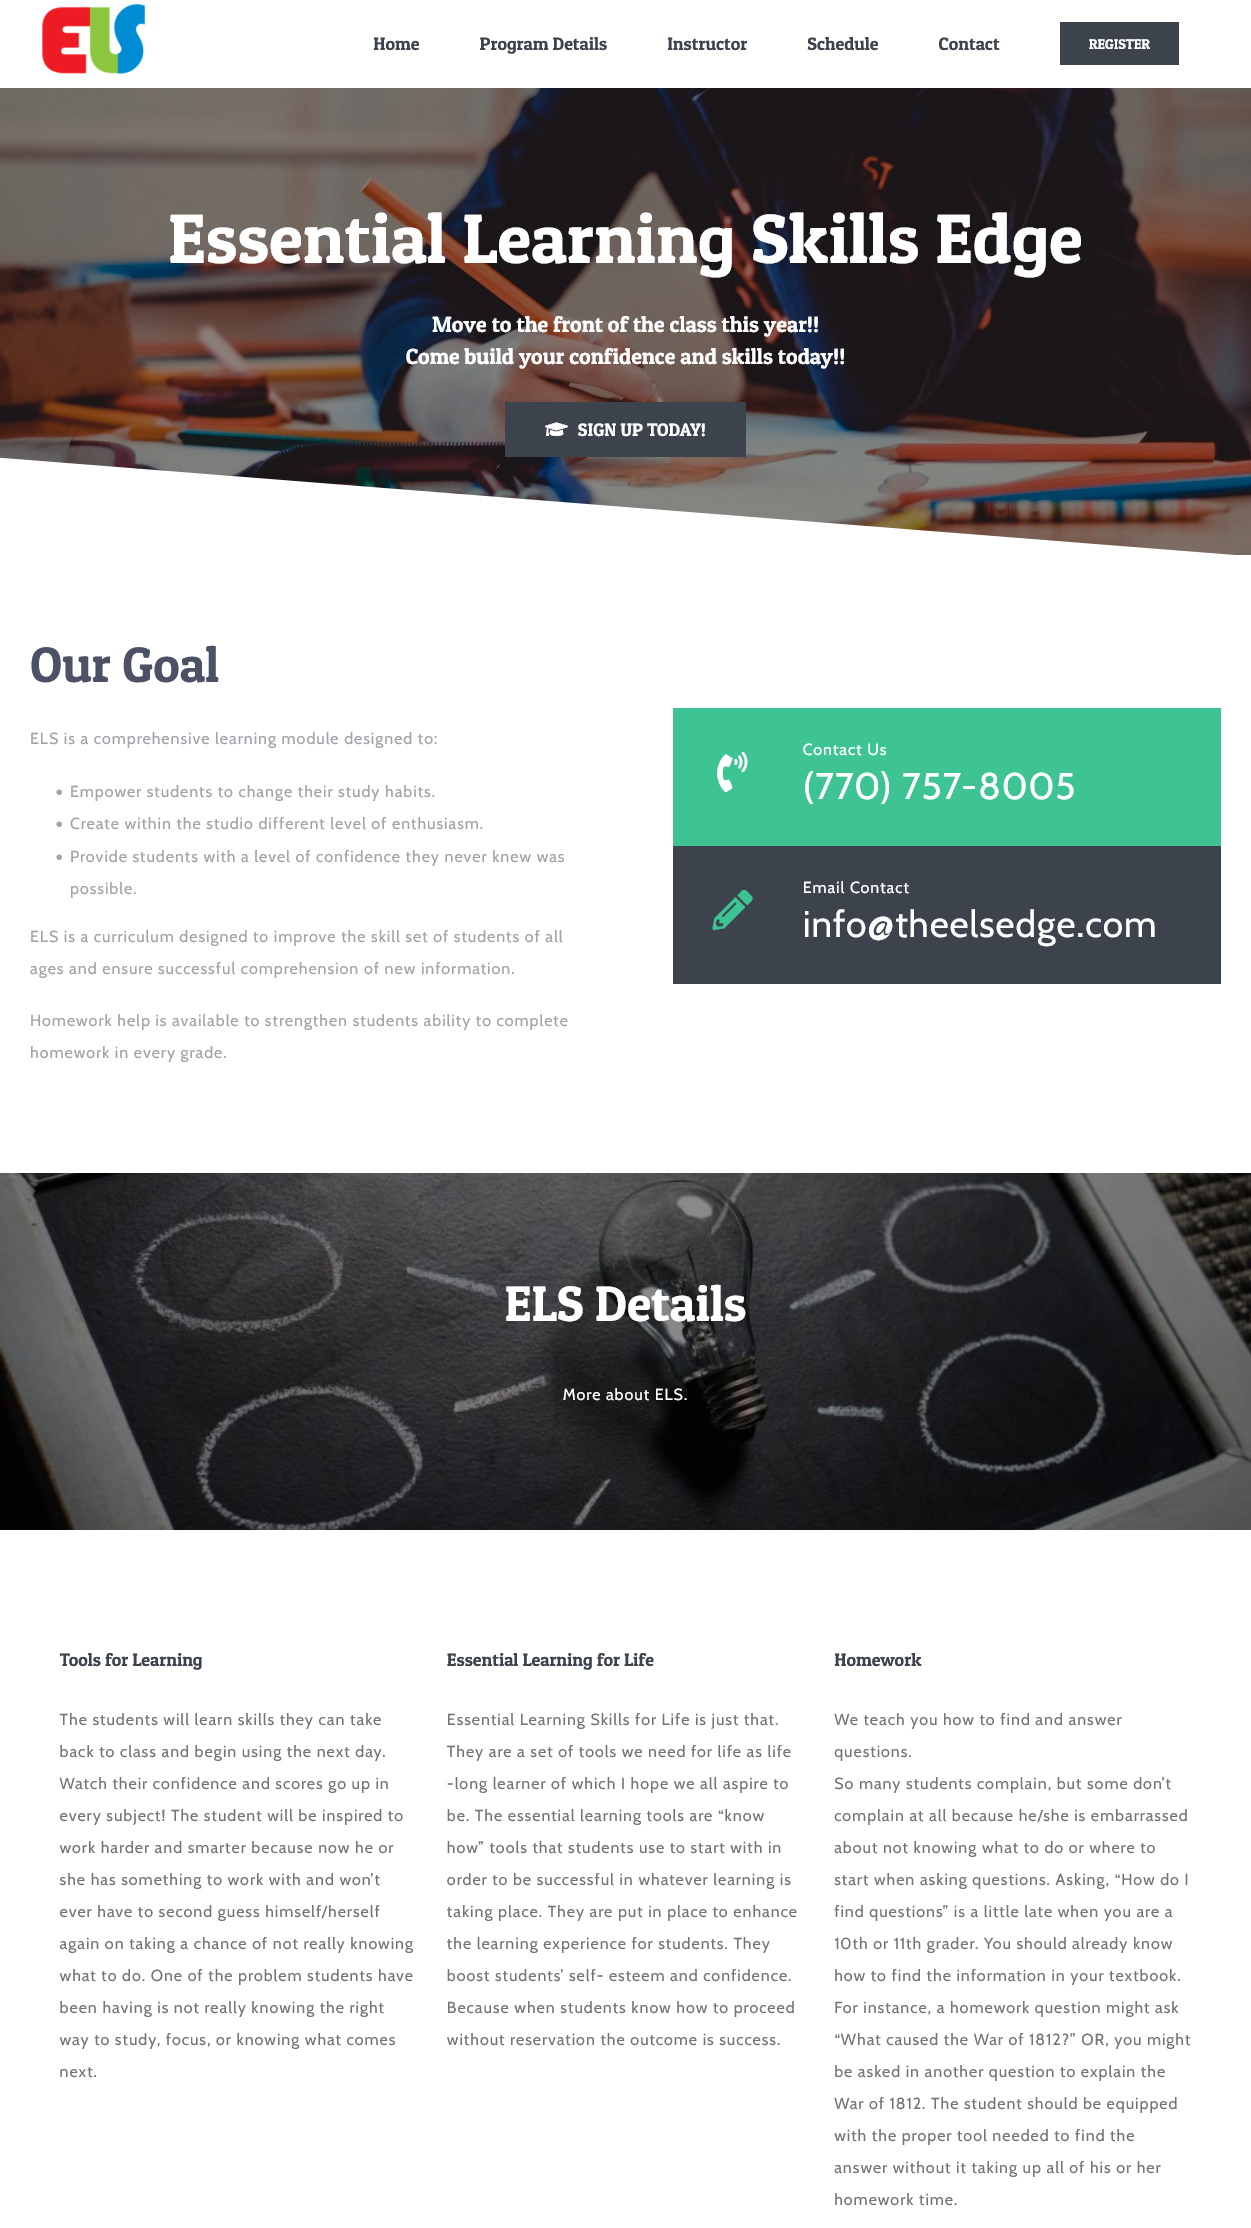 ELS
Home
Program Details
Instructor
Schedule
Contact
REGISTER
ST
Essential Learning Skills Edge
Move to the front of the class this year!!
Come build your confidence and skills today!!
SIGN UP TODAY!
Our Goal
ELS is a comprehensive learning module designed to:
• Empower students to change their study habits.
• Create within the studio different level of enthusiasm.
• Provide students with a level of confidence they never knew was
possible.
ELS is a curriculum designed to improve the skill set of students of all
ages and ensure successful comprehension of new information.
Homework help is available to strengthen students ability to complete
homework in every grade.
Contact Us
(770) 757-8005
Email Contact
info@theelsedge.com
ELS Details
More about ELS.
Tools for Learning
The students will learn skills they can take
back to class and begin using the next day.
Watch their confidence and scores go up in
every subject! The student will be inspired to
work harder and smarter because now he or
she has something to work with and won’t
ever have to second guess himself/herself
again on taking a chance of not really knowing
what to do. One of the problem students have
been having is not really knowing the right
way to study, focus, or knowing what comes
next.
Essential Learning for Life
Essential Learning Skills for Life is just that.
They are a set of tools we need for life as life
-long learner of which I hope we all aspire to
be. The essential learning tools are “know
how” tools that students use to start with in
order to be successful in whatever learning is
taking place. They are put in place to enhance
the learning experience for students. They
boost students’ self- esteem and confidence.
Because when students know how to proceed
without reservation the outcome is success.
Homework
We teach you how to find and answer
questions.
So many students complain, but some don’t
complain at all because he/she is embarrassed
about not knowing what to do or where to
start when asking questions. Asking, “How do I
find questions” is a little late when you are a
10th or 11th grader. You should already know
how to find the information in your textbook.
For instance, a homework question might ask
“What caused the War of 1812?” OR, you might
be asked in another question to explain the
War of 1812. The student should be equipped
with the proper tool needed to find the
answer without it taking up all of his or her
homework time.